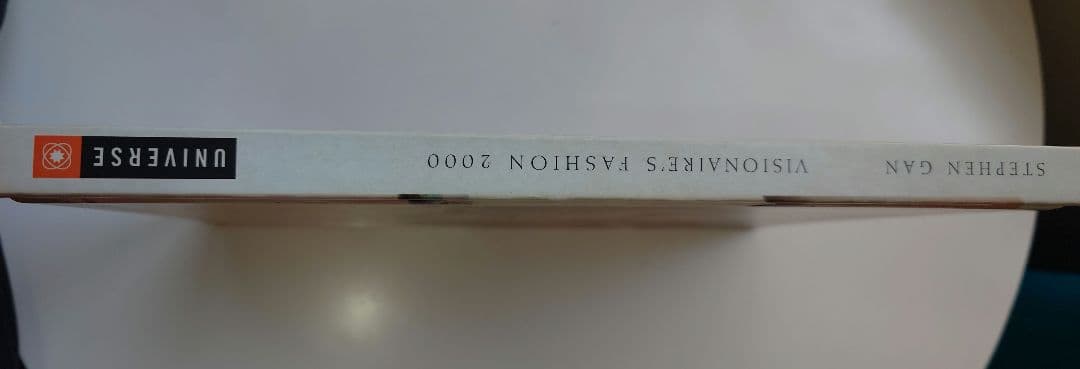 STEPHEN GAN
VISIONAIRE'S FASHION 2000
UNIVERSE